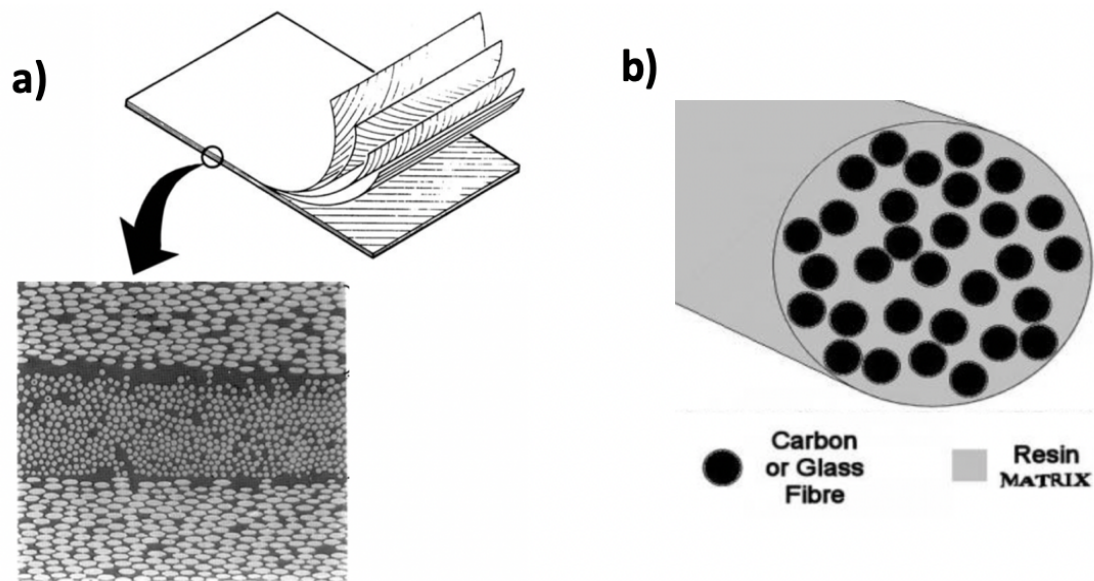 a)
b)
Carbon
or Glass
Fibre
Resin
MATRIX